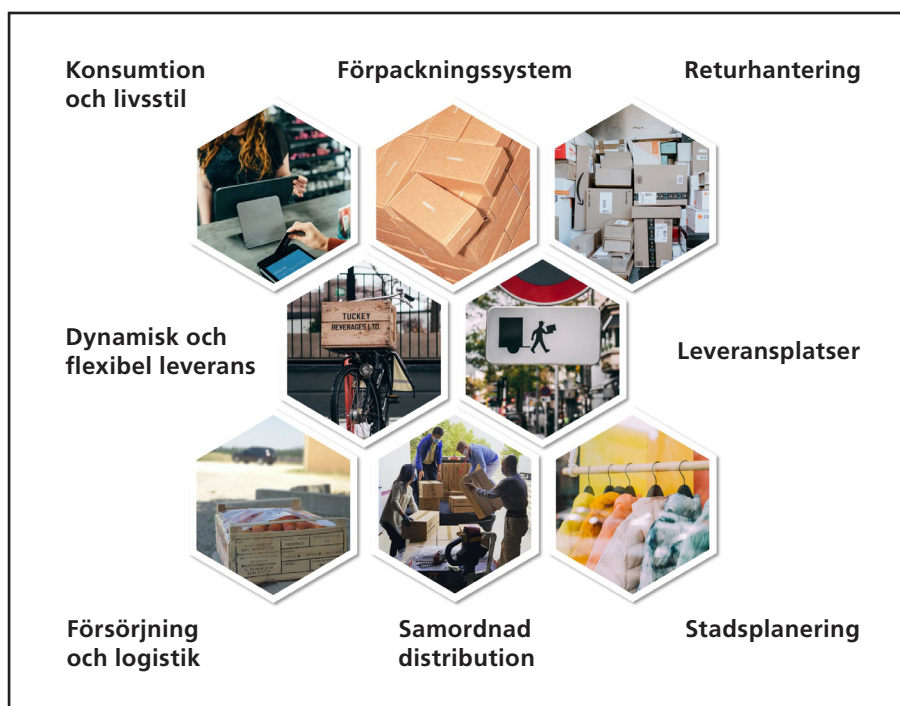 Konsumtion
och livsstil
Förpackningssystem
Returhantering
Dynamisk och
flexibel leverans
TUCKEY
BEVERAGES LTD.
Leveransplatser
Försörjning
och logistik
Samordnad
distribution
Stadsplanering